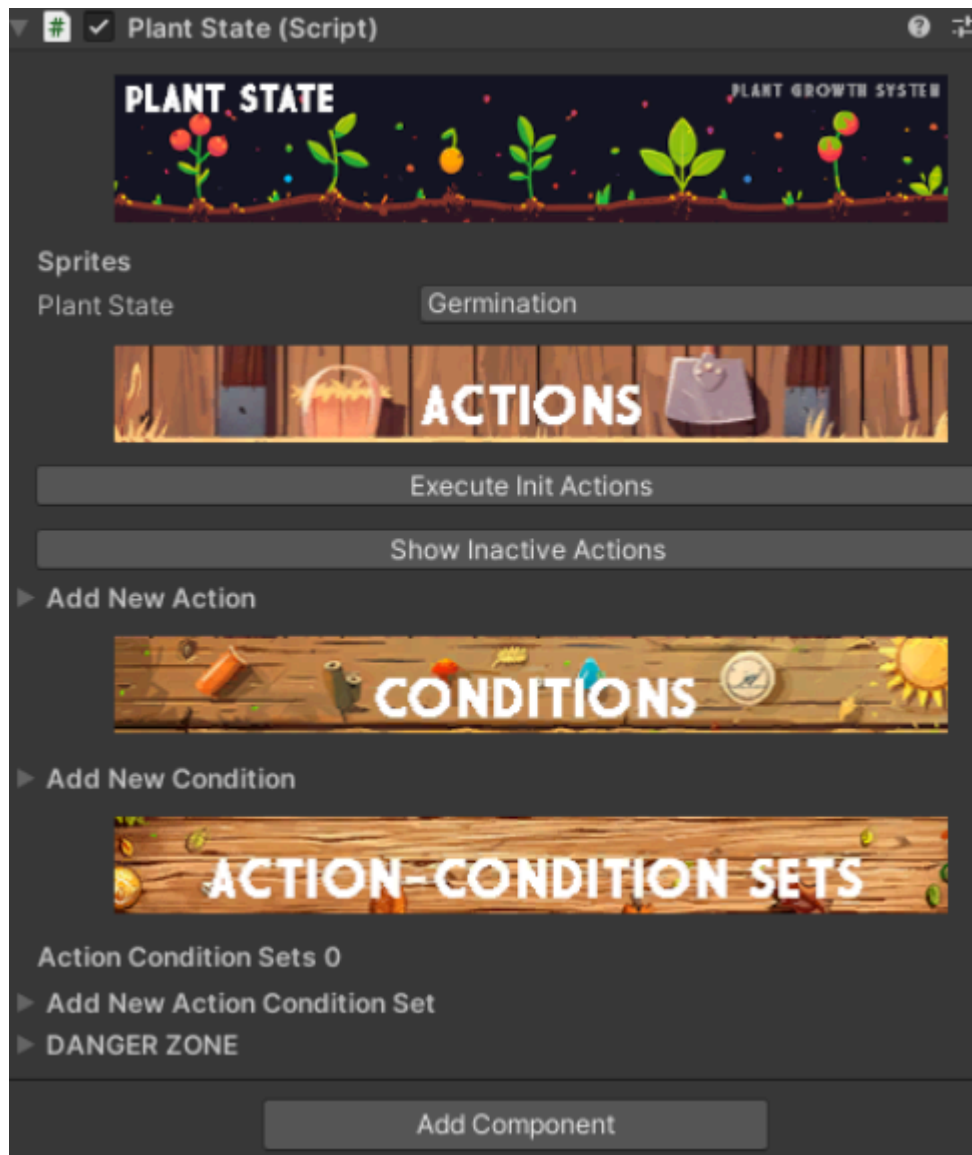 Plant State (Script)
PLANT STATE
PLANT GROWTH SYSTEM
Sprites
Plant State Germination
ACTIONS
Execute Init Actions
Show Inactive Actions
Add New Action
CONDITIONS
Add New Condition
ACTION-CONDITION SETS
Action Condition Sets 0
Add New Action Condition Set
DANGER ZONE
Add Component